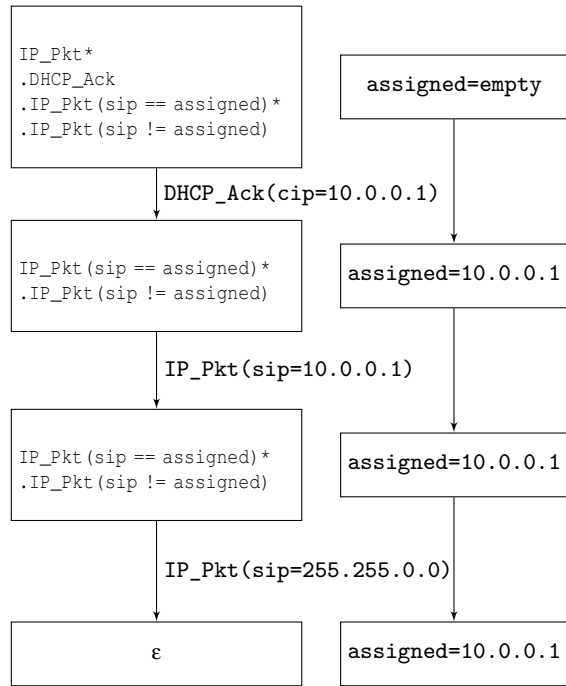 IP_Pkt*
.DHCP_Ack
.IP_Pkt(sip == assigned)*
.IP_Pkt(sip != assigned)
assigned=empty
DHCP_Ack(cip=10.0.0.1)
IP_Pkt(sip == assigned)*
.IP_Pkt(sip != assigned)
assigned=10.0.0.1
IP_Pkt(sip=10.0.0.1)
IP_Pkt(sip == assigned)*
.IP_Pkt(sip != assigned)
assigned=10.0.0.1
IP_Pkt(sip=255.255.0.0)
ε
assigned=10.0.0.1